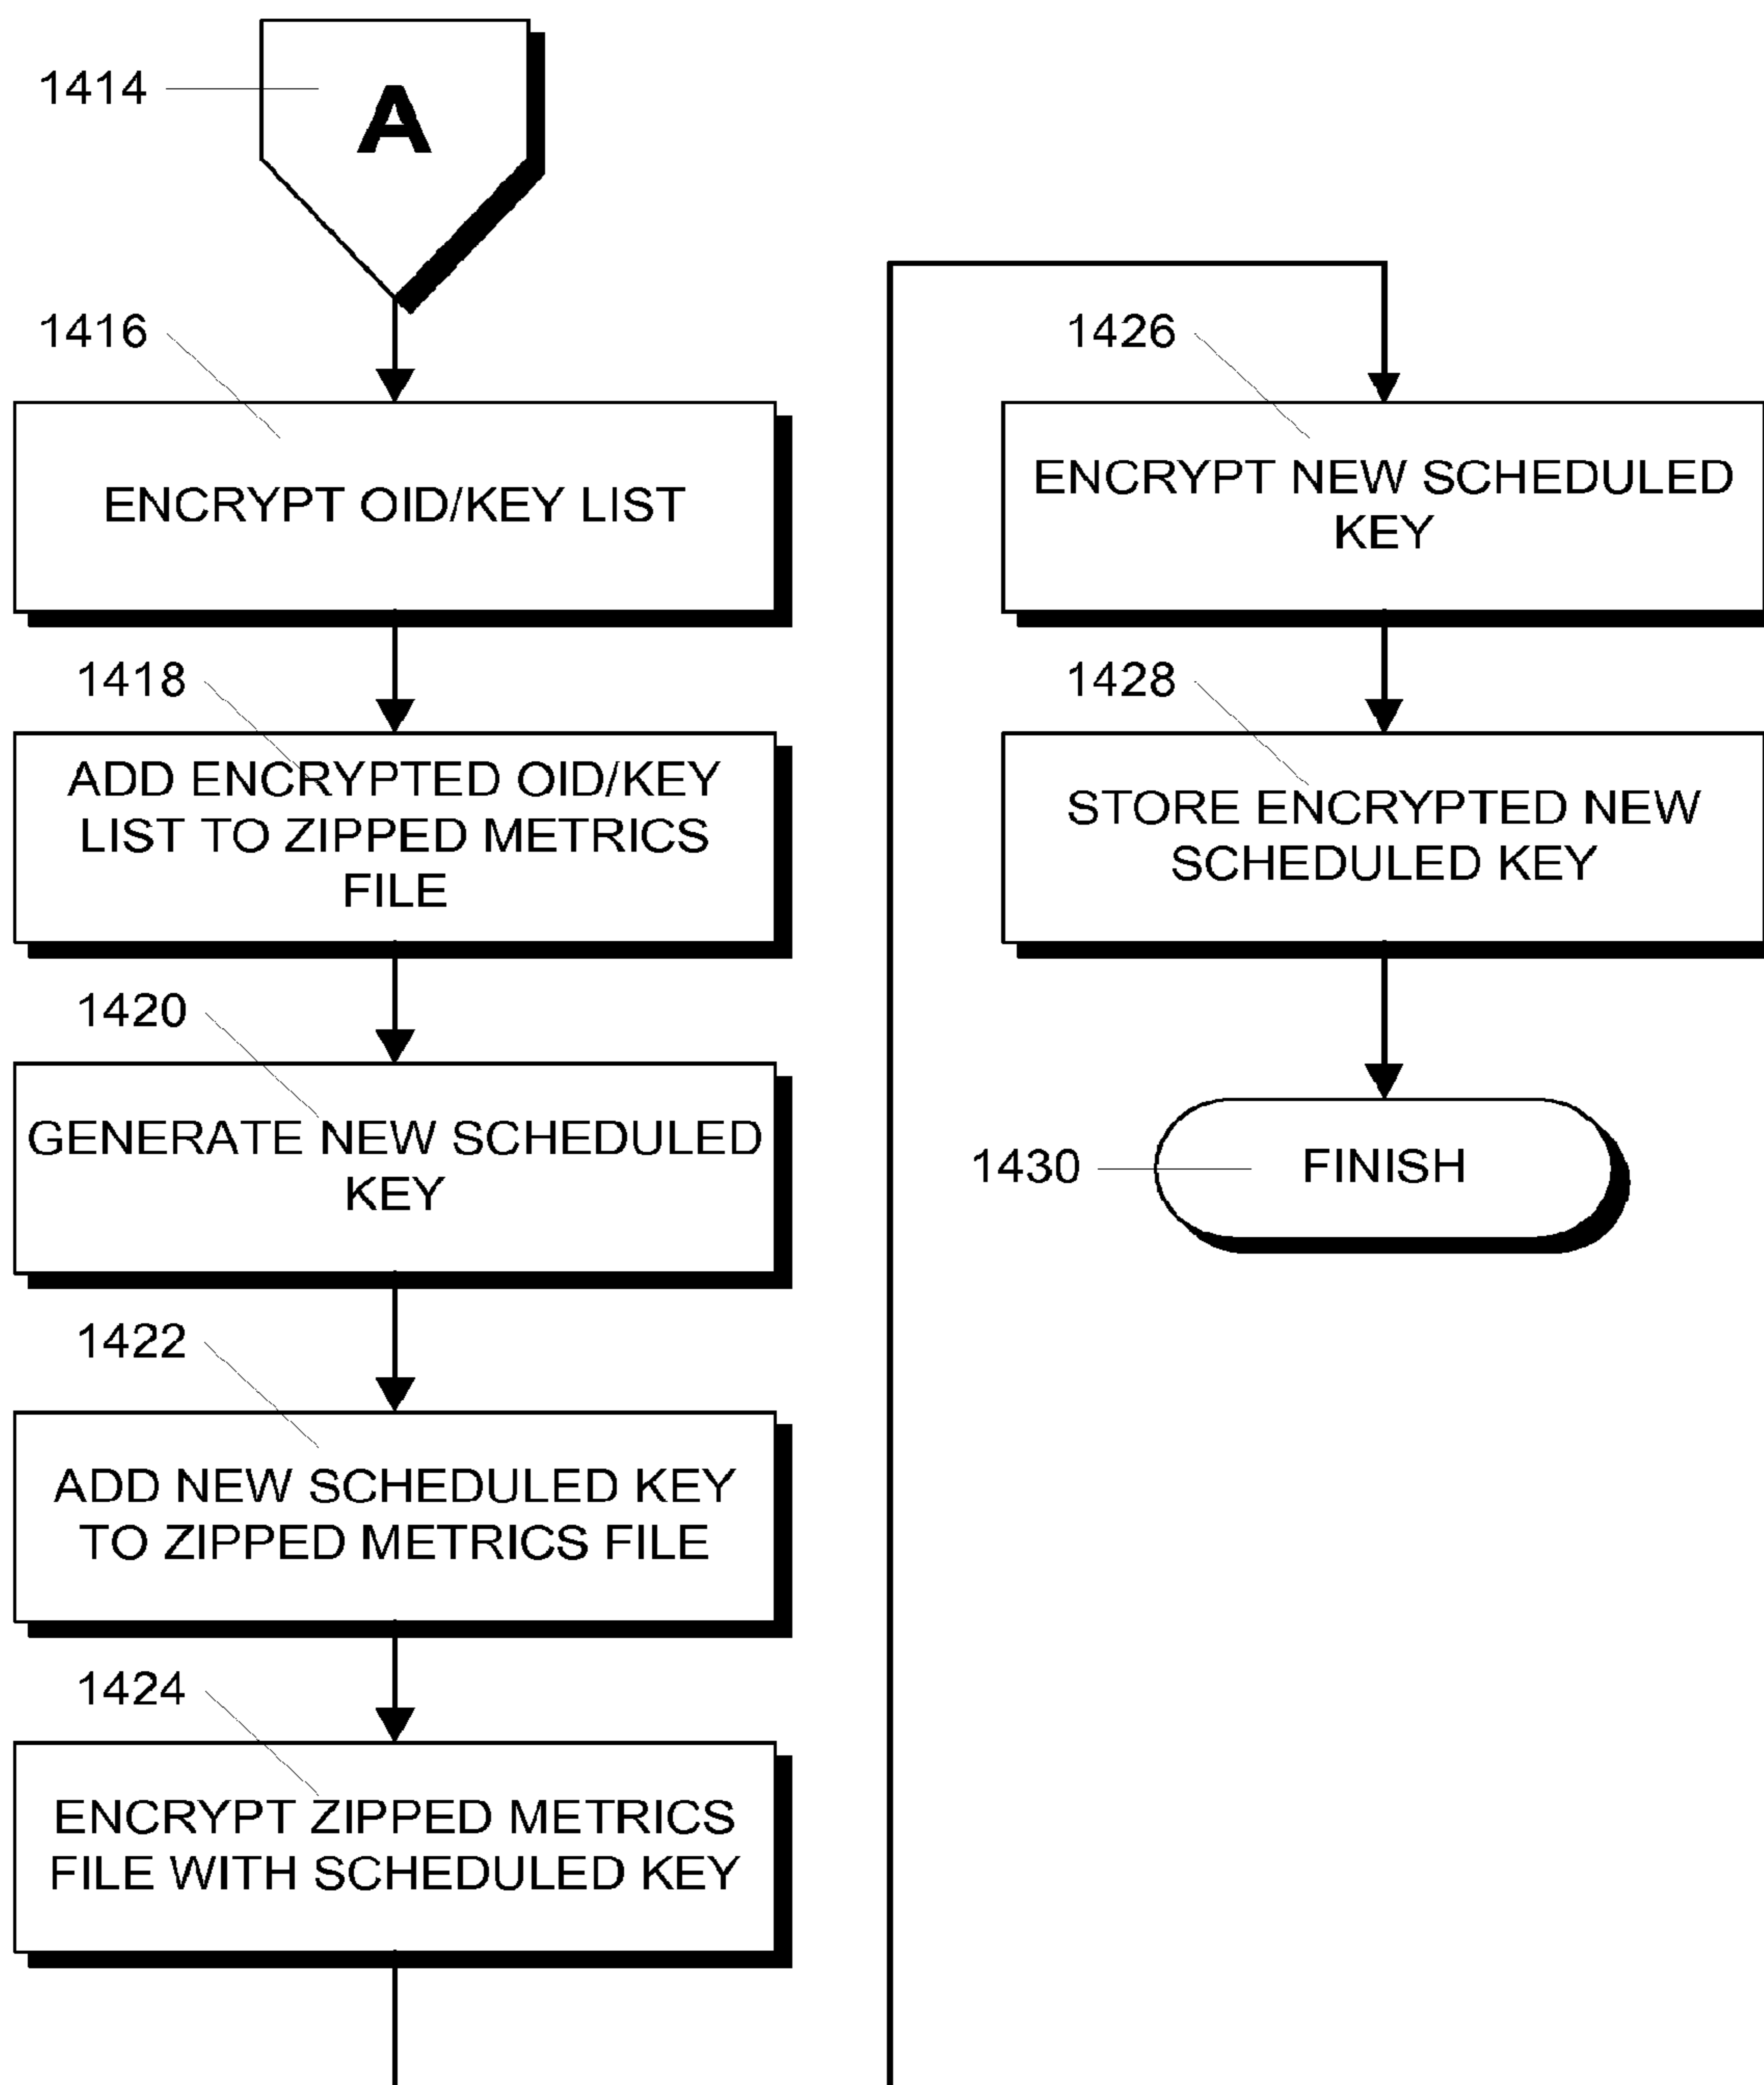 1414
A
1416
ENCRYPT OID/KEY LIST
1418
ADD ENCRYPTED OID/KEY
LIST TO ZIPPED METRICS
FILE
1420
GENERATE NEW SCHEDULED
KEY
1422
ADD NEW SCHEDULED KEY
TO ZIPPED METRICS FILE
1424
ENCRYPT ZIPPED METRICS
FILE WITH SCHEDULED KEY
1426
ENCRYPT NEW SCHEDULED
KEY
1428
STORE ENCRYPTED NEW
SCHEDULED KEY
1430
FINISH